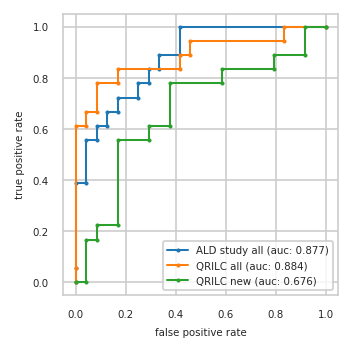 1.0
0.8
0.6
0.4
0.2
0.0
true positive rate
ALD study all (auc: 0.877)
QRILC all (auc: 0.884)
QRILC new (auc: 0.676)
0.0 0.2 0.4 0.6 0.8 1.0
false positive rate